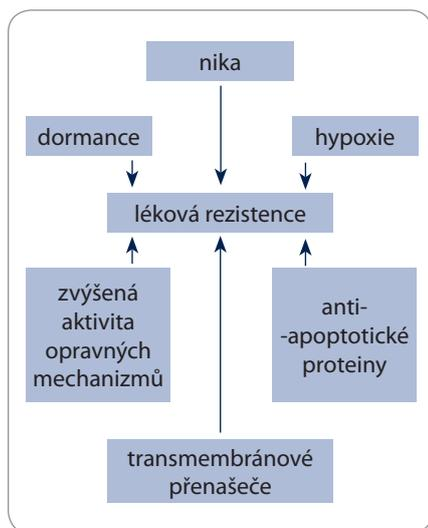 nika
dormance
hypoxie
léková rezistence
zvýšená
aktivita
opravných
mechanizmů
anti-
-apoptotické
proteiny
transmembránové
přenašeče